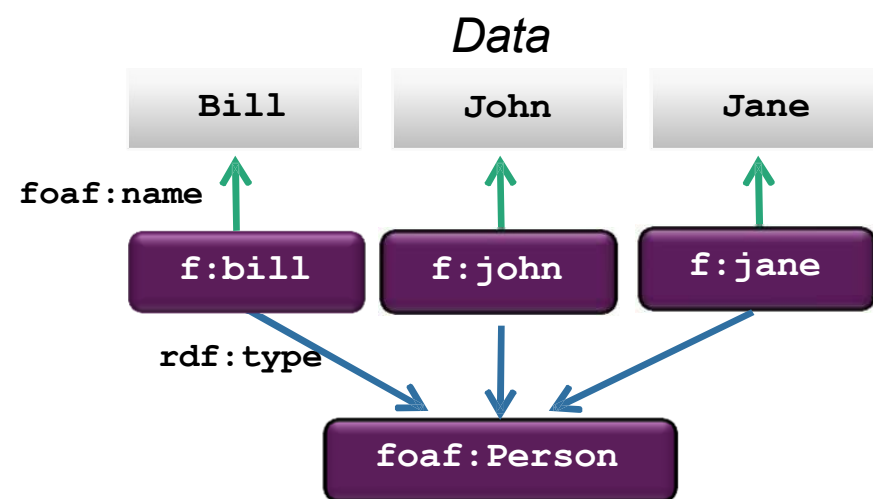 Data
Bill John Jane
foaf:name
f:bill f:john f:jane
rdf:type
foaf:Person